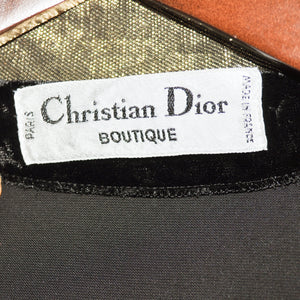 PARIS
Christian Dior
BOUTIQUE
MADE IN FRANCE